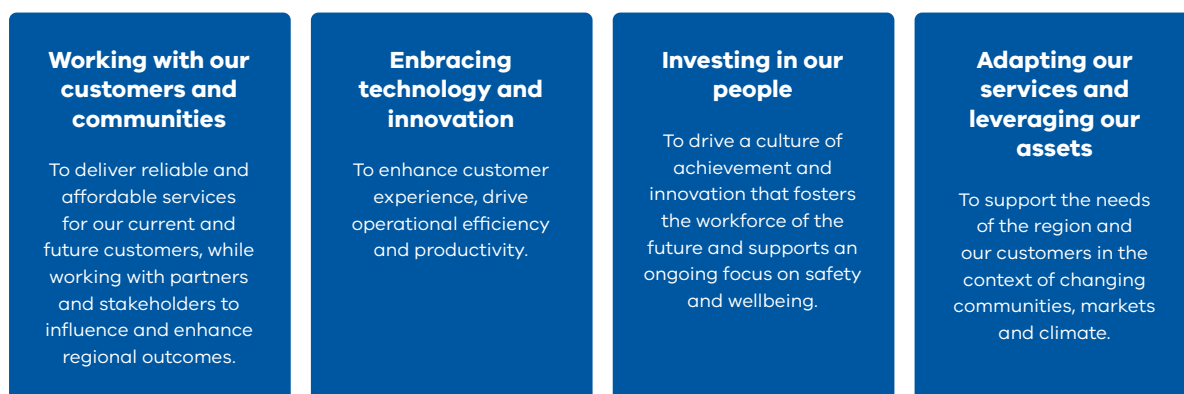 Working with our
customers and
communities
To deliver reliable and
affordable services
for our current and
future customers, while
working with partners
and stakeholders to
influence and enhance
regional outcomes.
Enbracing
technology and
innovation
To enhance customer
experience, drive
operational efficiency
and productivity.
Investing in our
people
To drive a culture of
achievement and
innovation that fosters
the workforce of the
future and supports an
ongoing focus on safety
and wellbeing.
Adapting our
services and
leveraging our
assets
To support the needs
of the region and
our customers in the
context of changing
communities, markets
and climate.